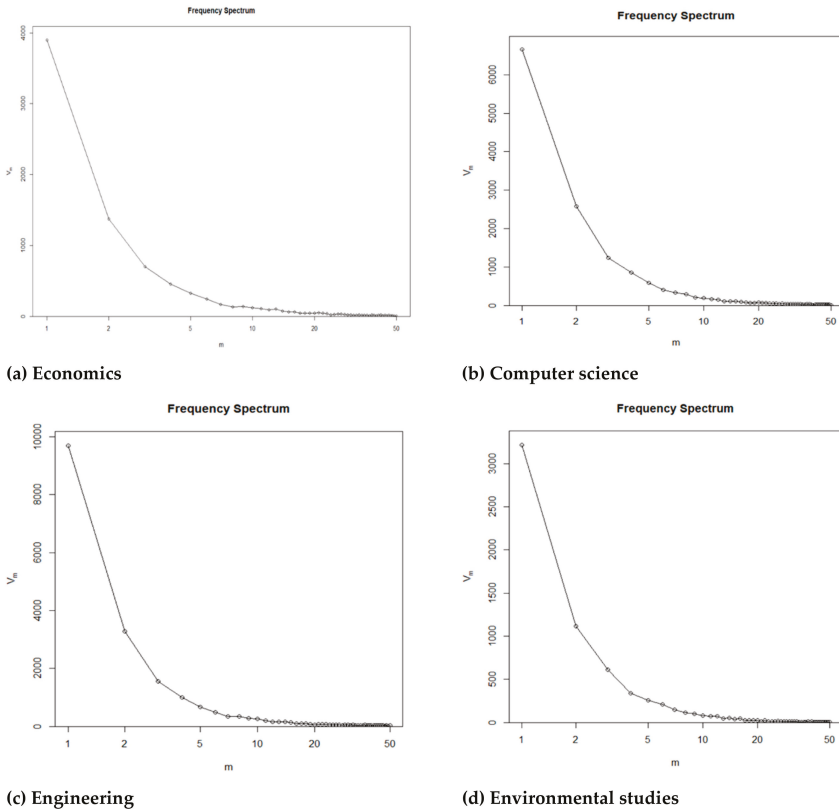 Frequency Spectrum
4000
3000
2000
1000
0
Vm
1 2 5 10 20 50
m
(a) Economics
Frequency Spectrum
6000
5000
4000
3000
2000
1000
0
Vm
1 2 5 10 20 50
m
(b) Computer science
Frequency Spectrum
10000
8000
6000
4000
2000
0
Vm
1 2 5 10 20 50
m
(c) Engineering
Frequency Spectrum
3000
2500
2000
1500
1000
500
0
Vm
1 2 5 10 20 50
m
(d) Environmental studies